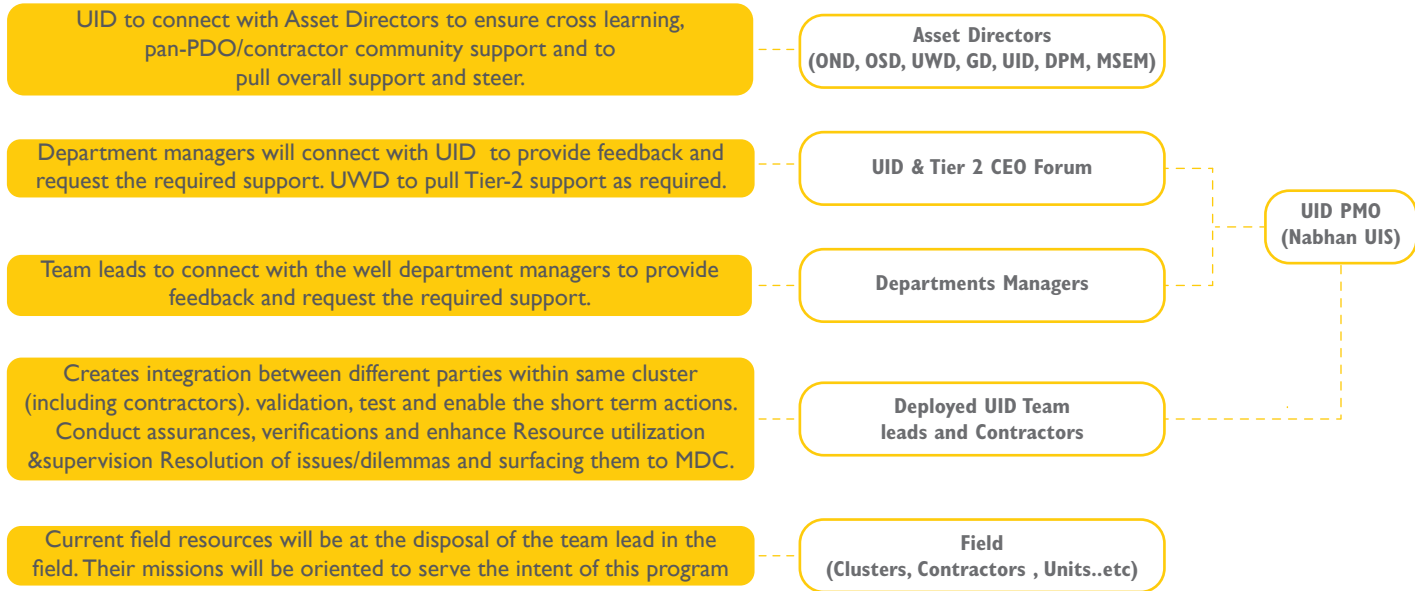 UID to connect with Asset Directors to ensure cross learning,
pan-PDO/contractor community support and to
pull overall support and steer.
Asset Directors
(OND, OSD, UWD, GD, UID, DPM, MSEM)
Department managers will connect with UID to provide feedback and
request the required support. UWD to pull Tier-2 support as required.
UID & Tier 2 CEO Forum
UID PMO
(Nabhan UIS)
Team leads to connect with the well department managers to provide
feedback and request the required support.
Departments Managers
Creates integration between different parties within same cluster
(including contractors). validation, test and enable the short term actions.
Conduct assurances, verifications and enhance Resource utilization
&supervision Resolution of issues/dilemmas and surfacing them to MDC.
Deployed UID Team
leads and Contractors
Current field resources will be at the disposal of the team lead in the
field. Their missions will be oriented to serve the intent of this program
Field
(Clusters, Contractors , Units..etc)